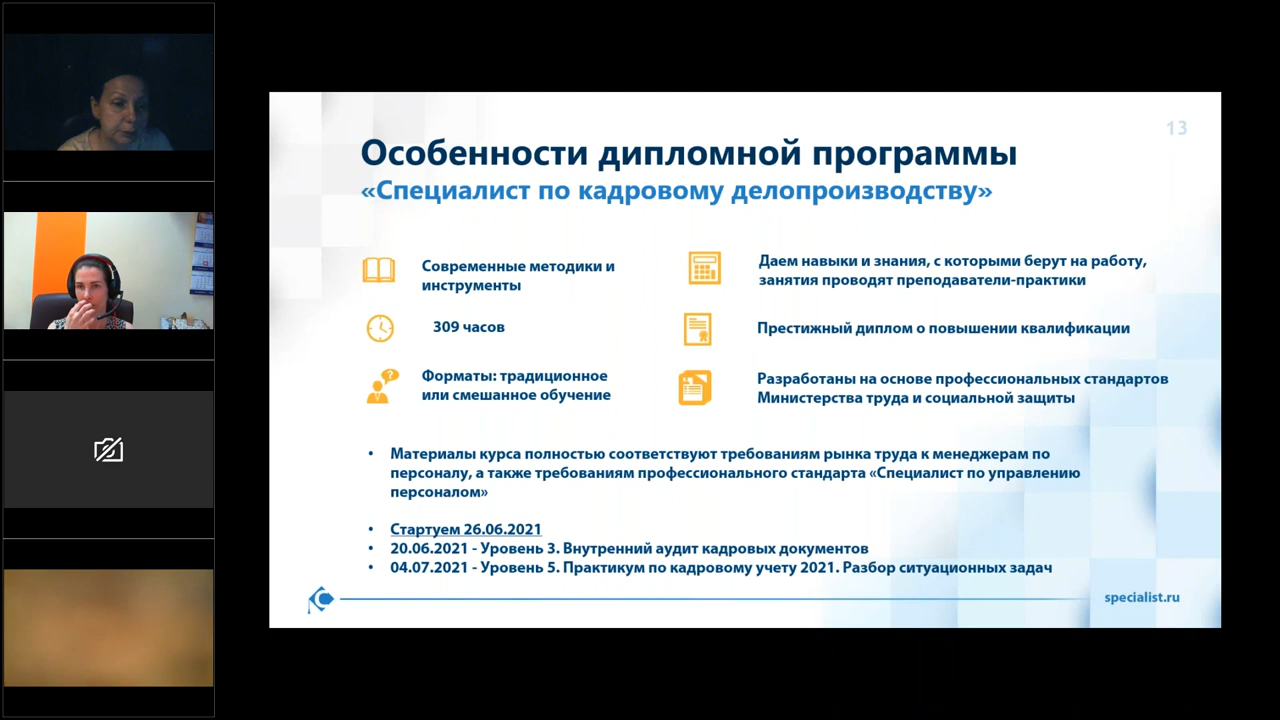 13
Особенности дипломной программы
«Специалист по кадровому делопроизводству»
Современные методики и
инструменты
309 часов
Форматы: традиционное
или смешанное обучение
Даем навыки и знания, с которыми берут на работу,
занятия проводят преподаватели-практики
Престижный диплом о повышении квалификации
Разработаны на основе профессиональных стандартов
Министерства труда и социальной защиты
• Материалы курса полностью соответствуют требованиям рынка труда к менеджерам по
персоналу, а также требованиям профессионального стандарта «Специалист по управлению
персоналом»
• Стартуем 26.06.2021
• 20.06.2021 - Уровень 3. Внутренний аудит кадровых документов
• 04.07.2021 - Уровень 5. Практикум по кадровому учету 2021. Разбор ситуационных задач
specialist.ru